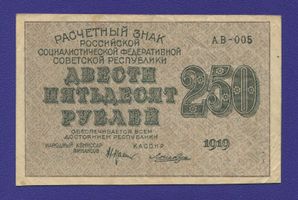 РАСЧЕТНЫЙ ЗНАК
РОССИЙСКОЙ
СОЦИАЛИСТИЧЕСКОЙ ФЕДЕРАТИВНОЙ
СОВЕТСКОЙ РЕСПУБЛИКИ
АВ-005
ДВЕСТИ
ПЯТЬДЕСЯТ
РУБЛЕЙ
250
ОБЕСПЕЧИВАЕТСЯ ВСЕМ
ДОСТОЯНИЕМ РЕСПУБЛИКИ
1919
НАРОДНЫЙ КОМИССАР
ФИНАНСОВ
КАССИР.